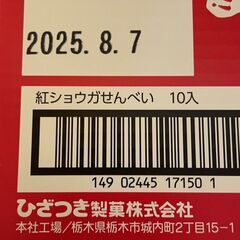 2025.8.7
紅ショウガせんべい 10入
149 02445 17150 1
ひざつき製菓株式会社
本社工場/栃木県栃木市城内町2丁目15-1